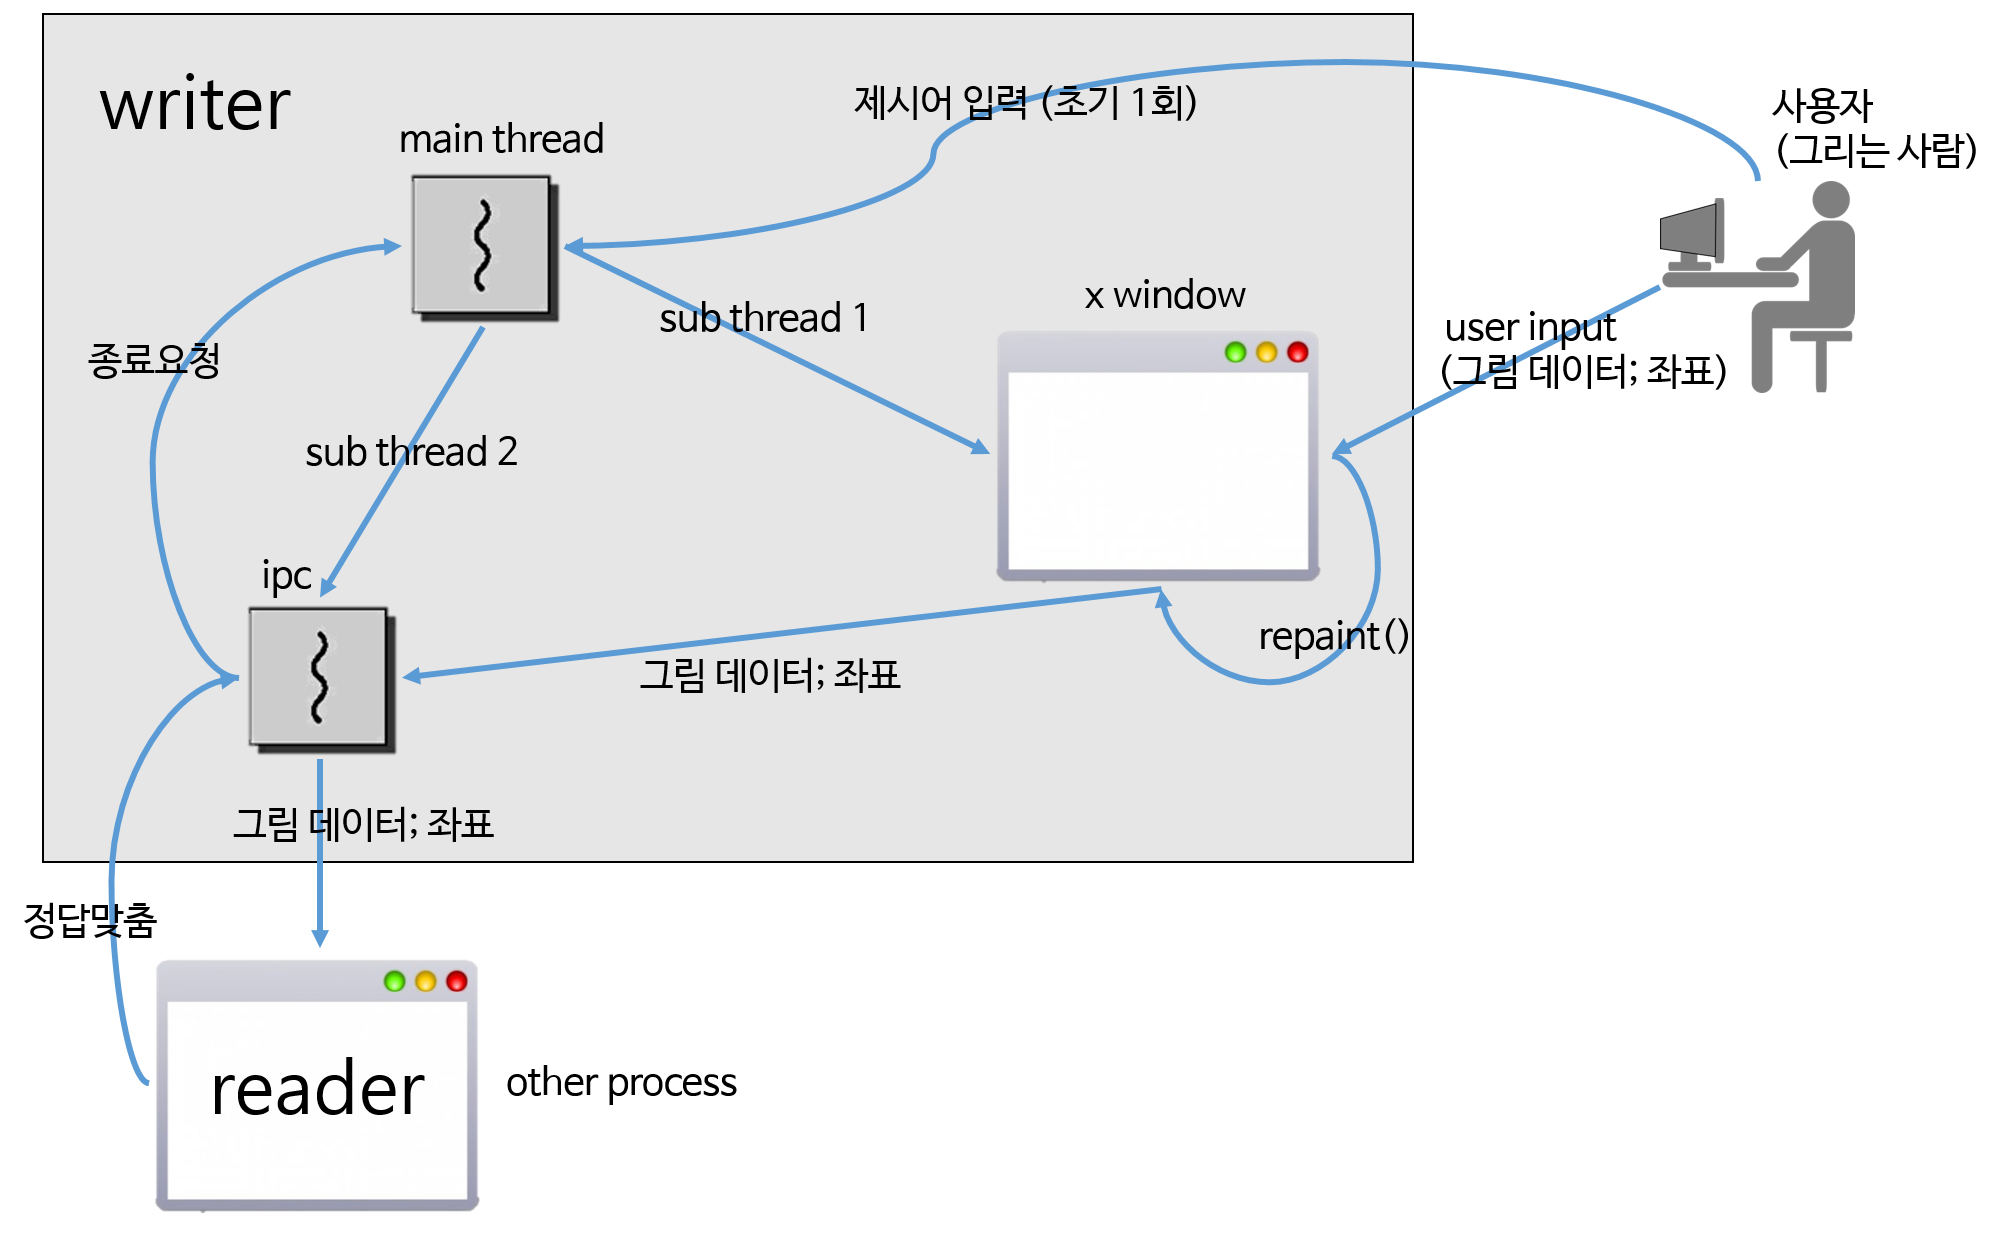 writer
제시어 입력 (초기 1회)
사용자
(그리는 사람)
main thread
x window
sub thread 1
user input
(그림 데이터; 좌표)
종료요청
sub thread 2
ipc
repaint()
그림 데이터; 좌표
그림 데이터; 좌표
정답맞춤
reader
other process